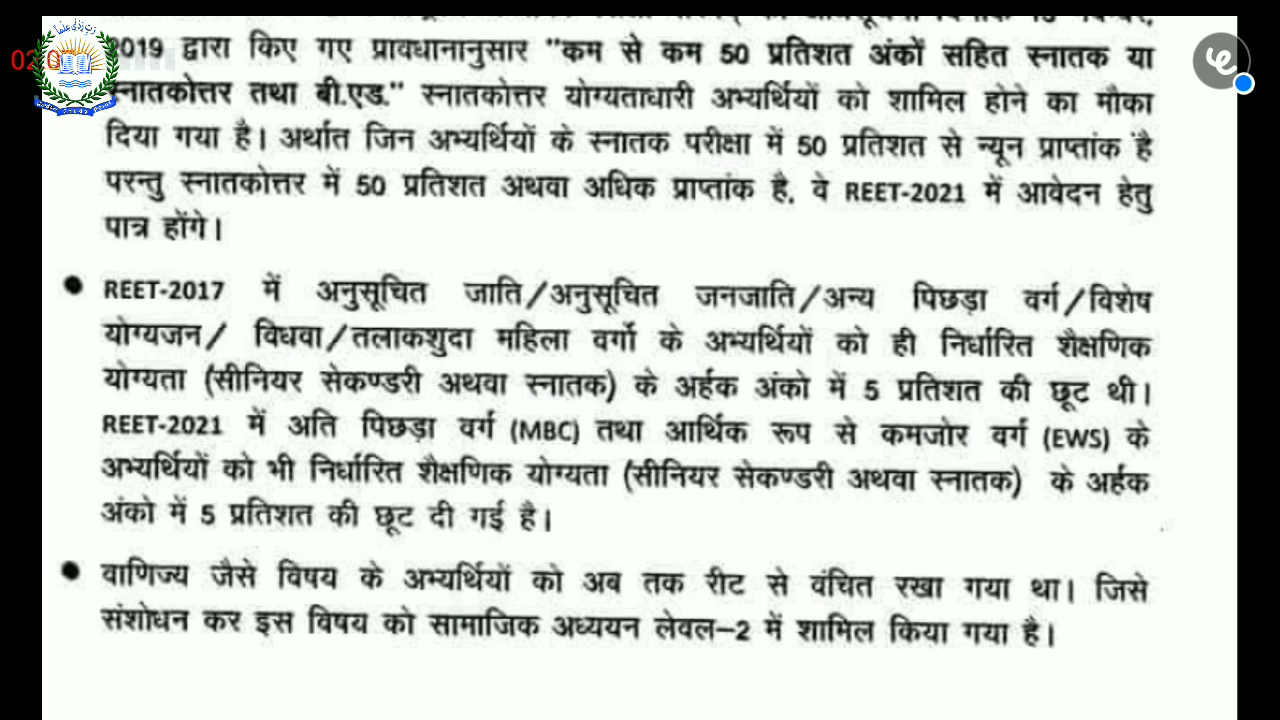 2019 द्वारा किए गए प्रावधानानुसार "कम से कम 50 प्रतिशत अंकों सहित स्नातक या
स्नातकोत्तर तथा बी.एड." स्नातकोत्तर योग्यताधारी अभ्यर्थियों को शामिल होने का मौका
दिया गया है। अर्थात जिन अभ्यर्थियों के स्नातक परीक्षा में 50 प्रतिशत से न्यून प्राप्तांक है
परन्तु स्नातकोत्तर में 50 प्रतिशत अथवा अधिक प्राप्तांक है, वे REET-2021 में आवेदन हेतु
पात्र होंगे।
● REET-2017 में अनुसूचित जाति/अनुसूचित जनजाति/अन्य पिछड़ा वर्ग/विशेष
योग्यजन/ विधवा/तलाकशुदा महिला वर्गो के अभ्यर्थियों को ही निर्धारित शैक्षणिक
योग्यता (सीनियर सेकण्डरी अथवा स्नातक) के अर्हक अंको में 5 प्रतिशत की छूट थी।
REET-2021 में अति पिछड़ा वर्ग (MBC) तथा आर्थिक रूप से कमजोर वर्ग (EWS) के
अभ्यर्थियों को भी निर्धारित शैक्षणिक योग्यता (सीनियर सेकण्डरी अथवा स्नातक) के अर्हक
अंको में 5 प्रतिशत की छूट दी गई है।
● वाणिज्य जैसे विषय के अभ्यर्थियों को अब तक रीट से वंचित रखा गया था। जिसे
संशोधन कर इस विषय को सामाजिक अध्ययन लेवल-2 में शामिल किया गया है।